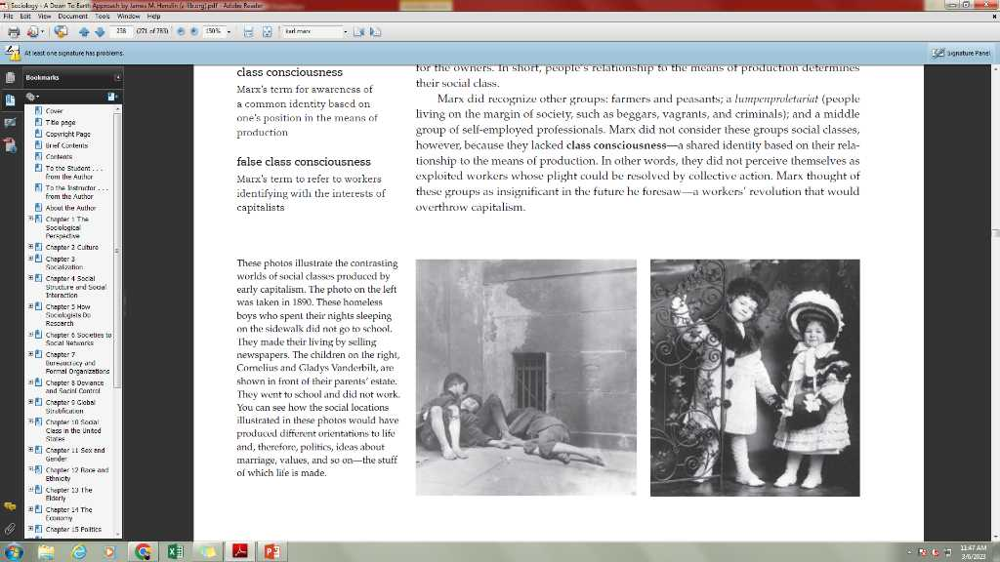 Sociology - A Down To Earth Approach by James M. Henslin (z-lib.org).pdf - Adobe Reader
File Edit View Document Tools Window Help
238 (271 of 783) 150% karl marx
At least one signature has problems.
Signature Panel
Bookmarks
Cover
Title page
Copyright Page
Brief Contents
Contents
To the Student . . .
from the Author
To the Instructor . . .
from the Author
About the Author
Chapter 1 The
Sociological
Perspective
Chapter 2 Culture
Chapter 3
Socialization
Chapter 4 Social
Structure and Social
Interaction
Chapter 5 How
Sociologists Do
Research
Chapter 6 Societies to
Social Networks
Chapter 7
Bureaucracy and
Formal Organizations
Chapter 8 Deviance
and Social Control
Chapter 9 Global
Stratification
Chapter 10 Social
Class in the United
States
Chapter 11 Sex and
Gender
Chapter 12 Race and
Ethnicity
Chapter 13 The
Elderly
Chapter 14 The
Economy
Chapter 15 Politics
class consciousness
Marx's term for awareness of
a common identity based on
one's position in the means of
production
false class consciousness
Marx's term to refer to workers
identifying with the interests of
capitalists
for the owners. In short, people's relationship to the means of production determines
their social class.
Marx did recognize other groups: farmers and peasants; a lumpenproletariat (people
living on the margin of society, such as beggars, vagrants, and criminals); and a middle
group of self-employed professionals. Marx did not consider these groups social classes,
however, because they lacked class consciousness—a shared identity based on their rela-
tionship to the means of production. In other words, they did not perceive themselves as
exploited workers whose plight could be resolved by collective action. Marx thought of
these groups as insignificant in the future he foresaw—a workers' revolution that would
overthrow capitalism.
These photos illustrate the contrasting
worlds of social classes produced by
early capitalism. The photo on the left
was taken in 1890. These homeless
boys who spent their nights sleeping
on the sidewalk did not go to school.
They made their living by selling
newspapers. The children on the right,
Cornelius and Gladys Vanderbilt, are
shown in front of their parents' estate.
They went to school and did not work.
You can see how the social locations
illustrated in these photos would have
produced different orientations to life
and, therefore, politics, ideas about
marriage, values, and so on—the stuff
of which life is made.
11:47 AM
3/6/2023